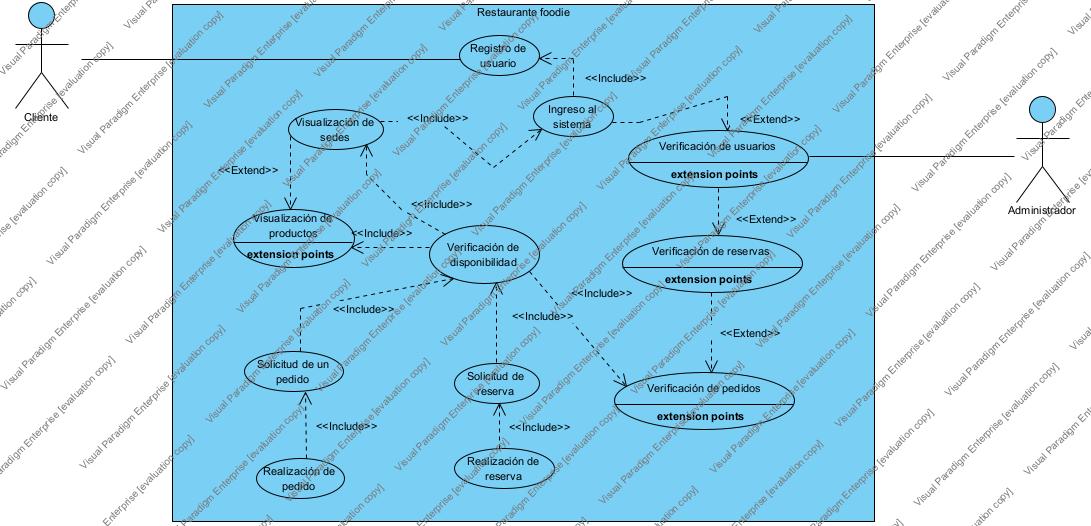 Restaurante foodie
Cliente
Registro de
usuario
<<Include>>
Ingreso al
sistema
Visualización de
sedes
<<Include>>
<<Extend>>
Verificación de usuarios
extension points
Administrador
<<Extend>>
<<Include>>
Visualización de
productos
extension points
<<Include>>
Verificación de
disponibilidad
<<Extend>>
Verificación de reservas
extension points
<<Include>>
<<Include>>
<<Include>>
<<Extend>>
Solicitud de un
pedido
Solicitud de
reserva
Verificación de pedidos
extension points
<<Include>>
<<Include>>
Realización de
pedido
Realización de
reserva
Visual Paradigm Enterprise [evaluation copy]